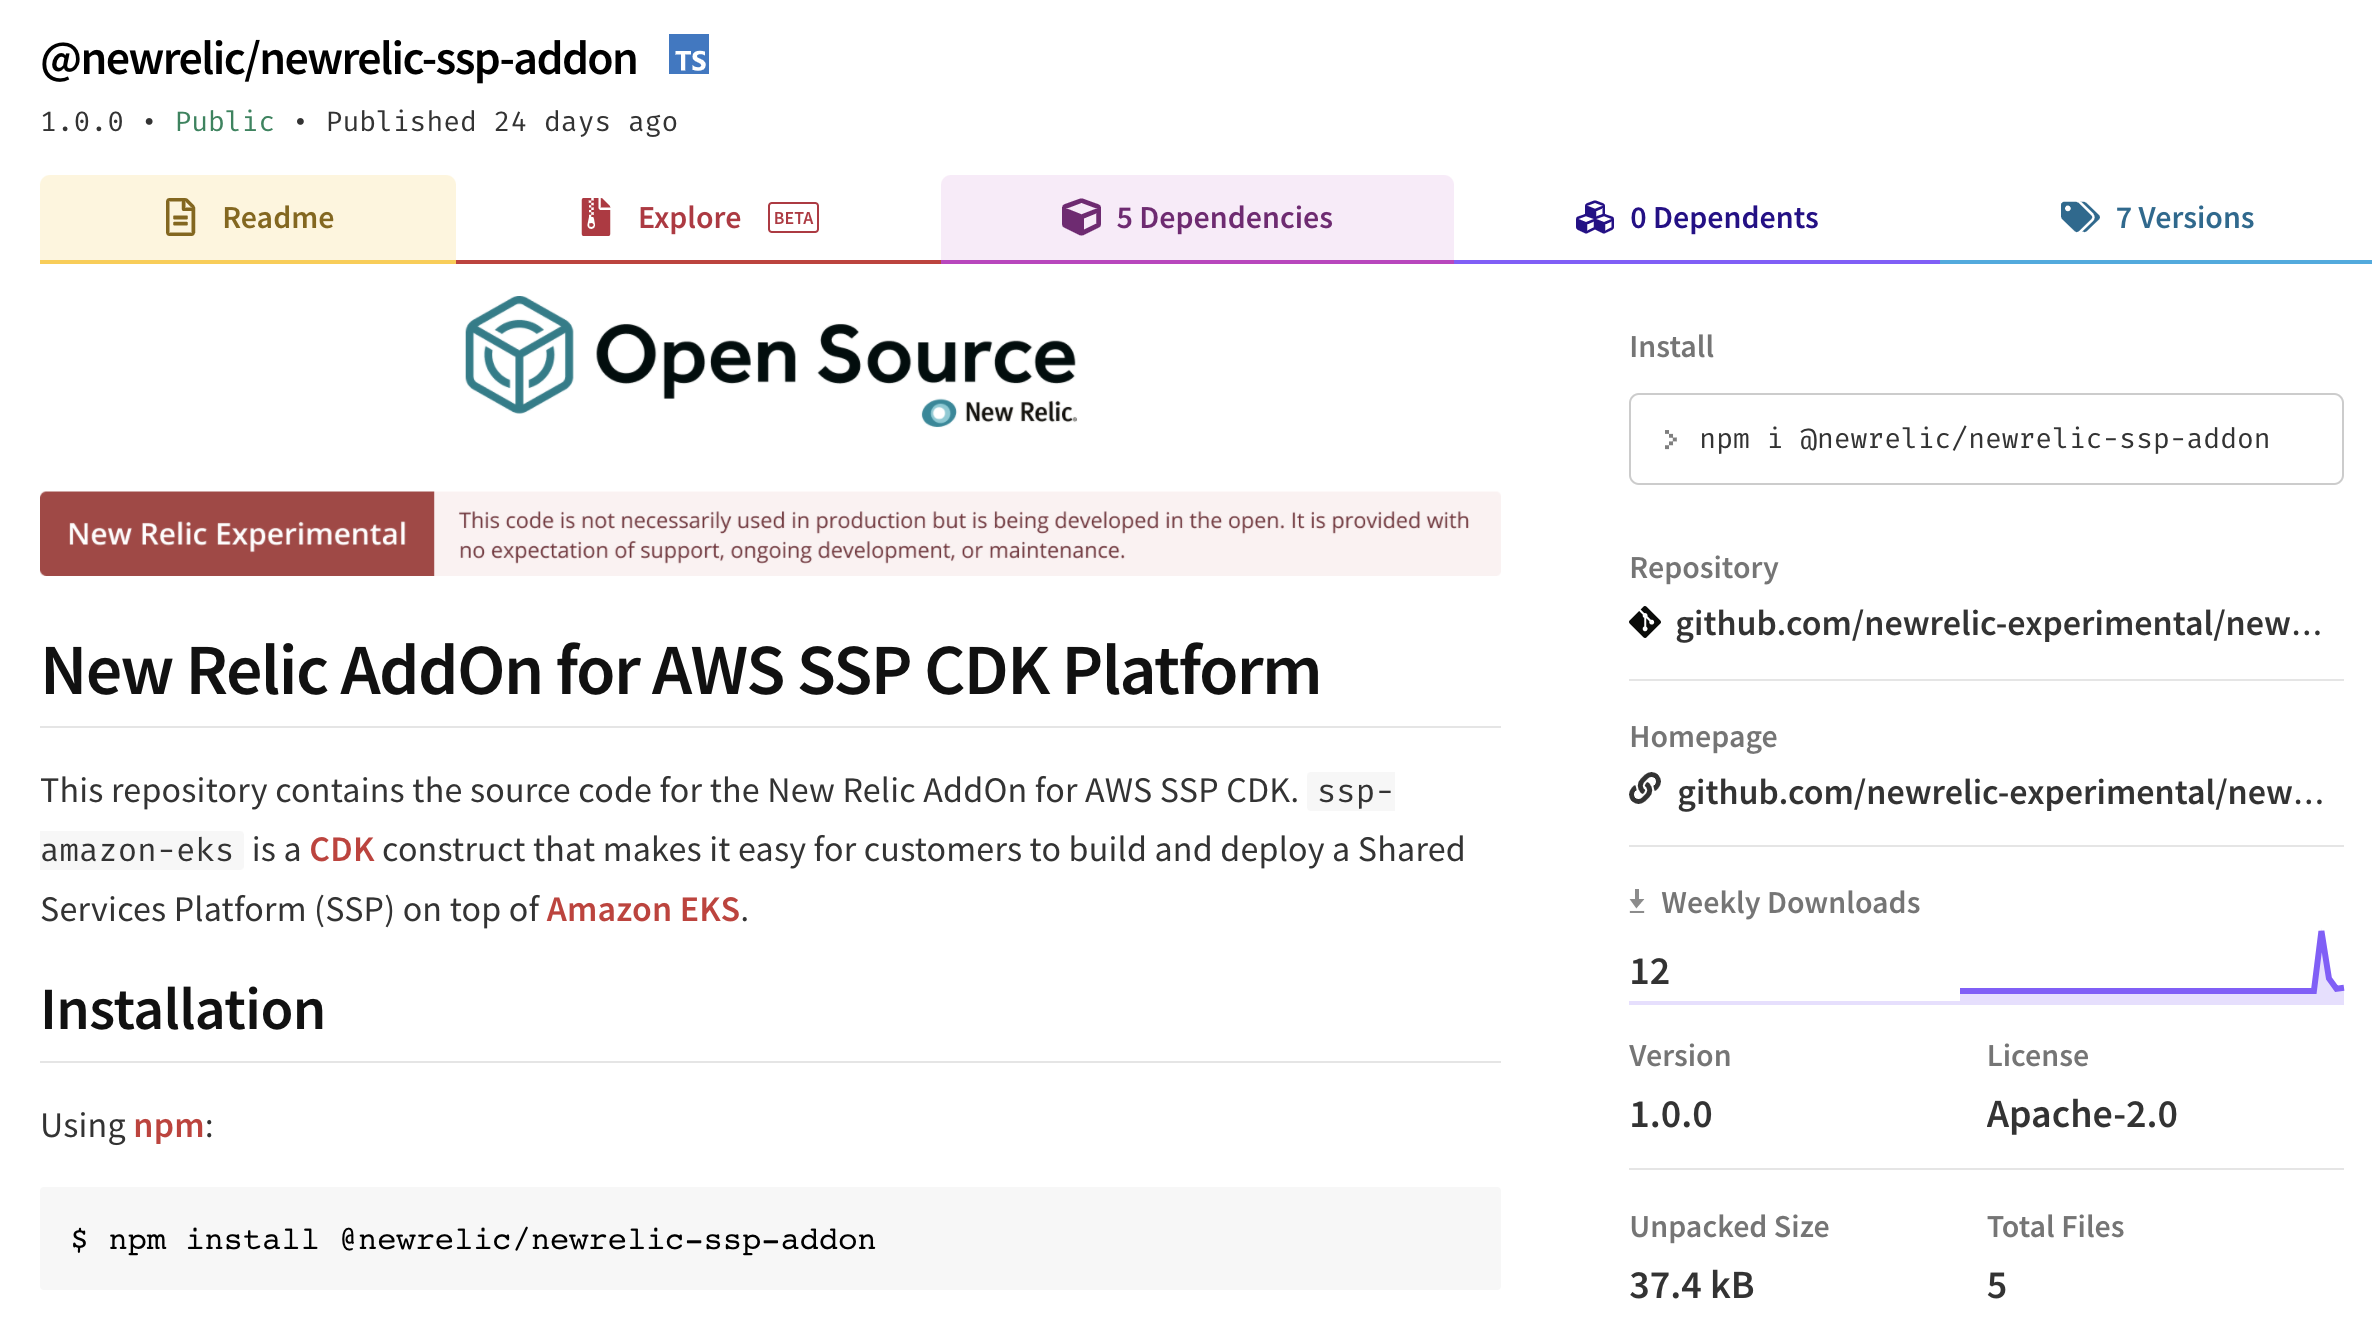 @newrelic/newrelic-ssp-addon TS
1.0.0 • Public • Published 24 days ago
Readme
Explore BETA
5 Dependencies
0 Dependents
7 Versions
Open Source
New Relic.
New Relic Experimental
This code is not necessarily used in production but is being developed in the open. It is provided with
no expectation of support, ongoing development, or maintenance.
New Relic AddOn for AWS SSP CDK Platform
This repository contains the source code for the New Relic AddOn for AWS SSP CDK. ssp-
amazon-eks is a CDK construct that makes it easy for customers to build and deploy a Shared
Services Platform (SSP) on top of Amazon EKS.
Installation
Using npm:
$ npm install @newrelic/newrelic-ssp-addon
Install
> npm i @newrelic/newrelic-ssp-addon
Repository
github.com/newrelic-experimental/new...
Homepage
github.com/newrelic-experimental/new...
Weekly Downloads
12
Version
1.0.0
License
Apache-2.0
Unpacked Size
37.4 kB
Total Files
5